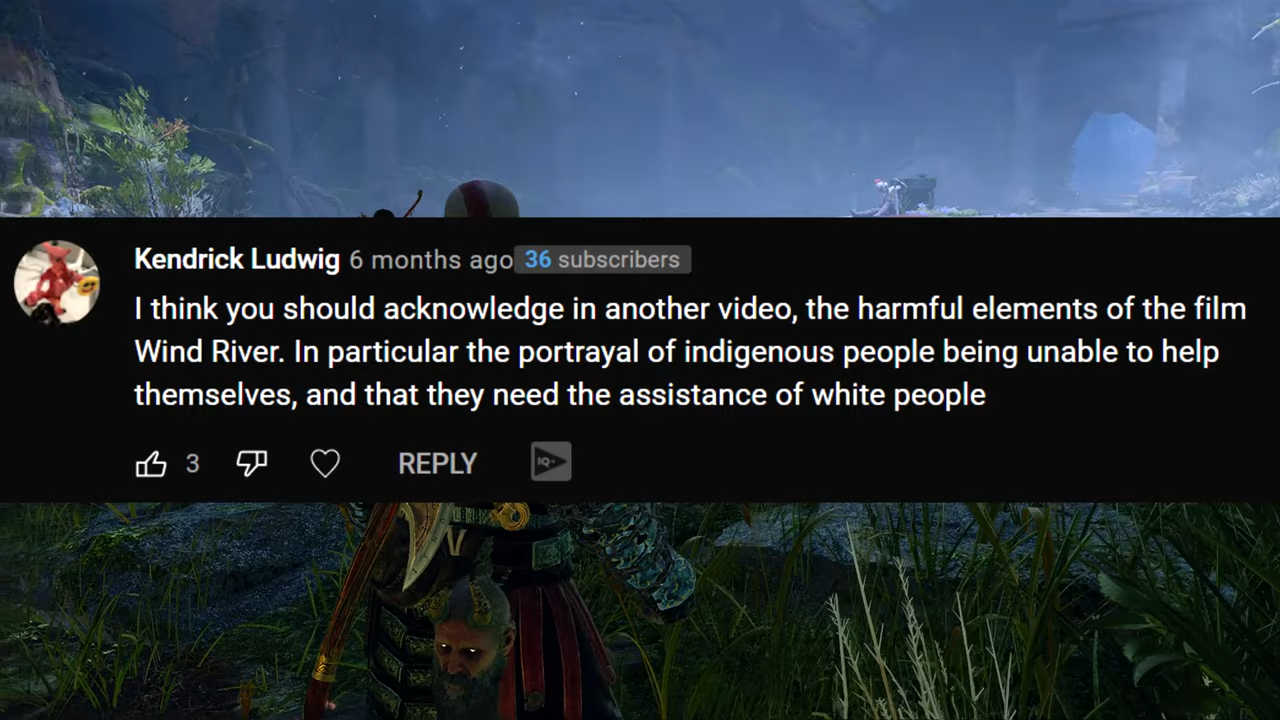 Kendrick Ludwig 6 months ago 36 subscribers
I think you should acknowledge in another video, the harmful elements of the film
Wind River. In particular the portrayal of indigenous people being unable to help
themselves, and that they need the assistance of white people
3 REPLY IQ